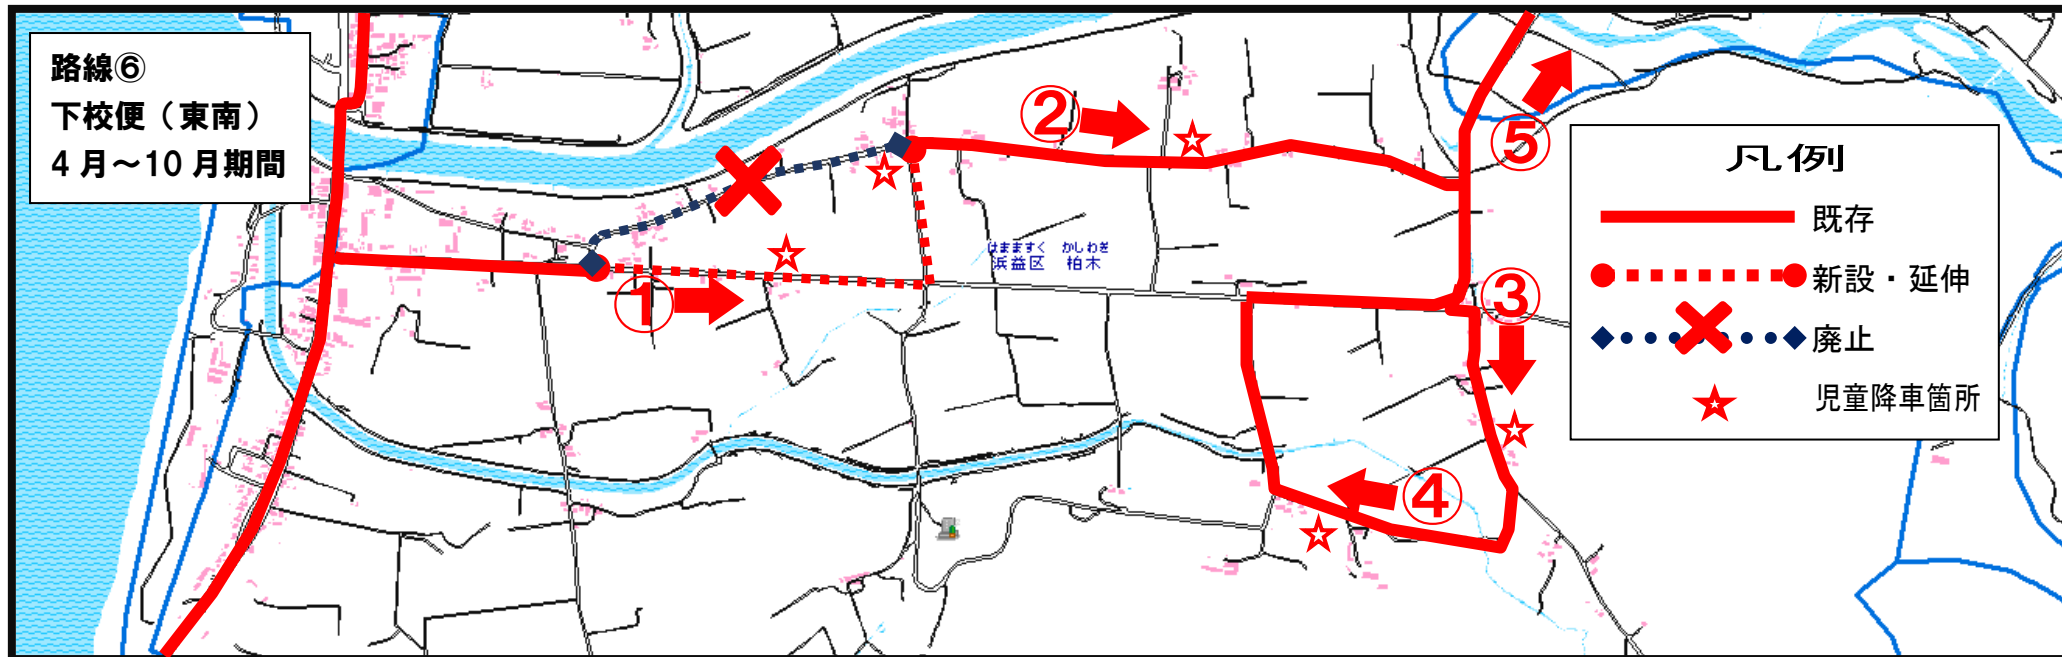 路線⑥
下校便（東南）
4月～10月期間
②
⑤
凡例
既存
新設・延伸
廃止
児童降車箇所
はまますく かしわぎ
浜益区 柏木
①
③
④